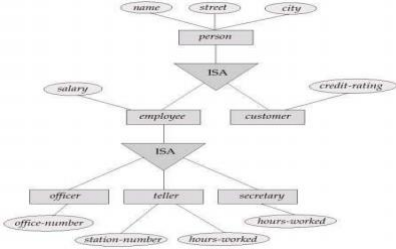 name street city
person
ISA
salary credit-rating
employee customer
ISA
officer teller secretary
office-number hours-worked
station-number hours-worked